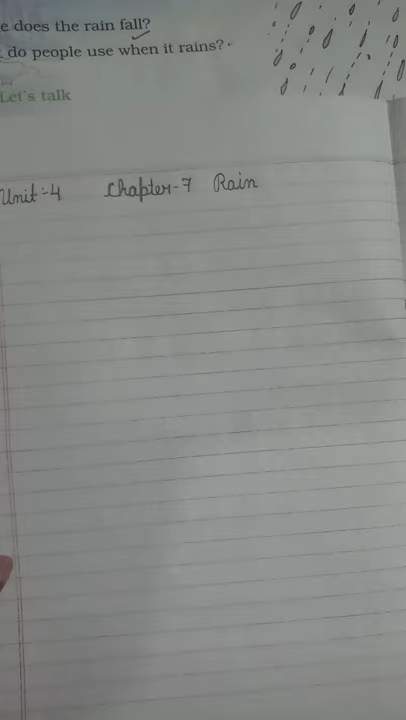 e does the rain fall?
do people use when it rains?
Let's talk
Unit-4 Chapter-7 Rain